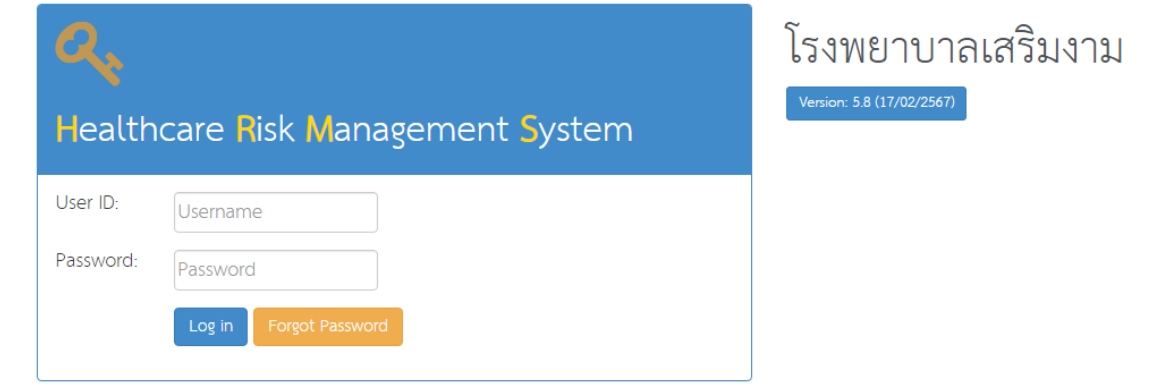 Healthcare Risk Management System
User ID:
Username
Password:
Password
Log in
Forgot Password
โรงพยาบาลเสริมงาม
Version: 5.8 (17/02/2567)